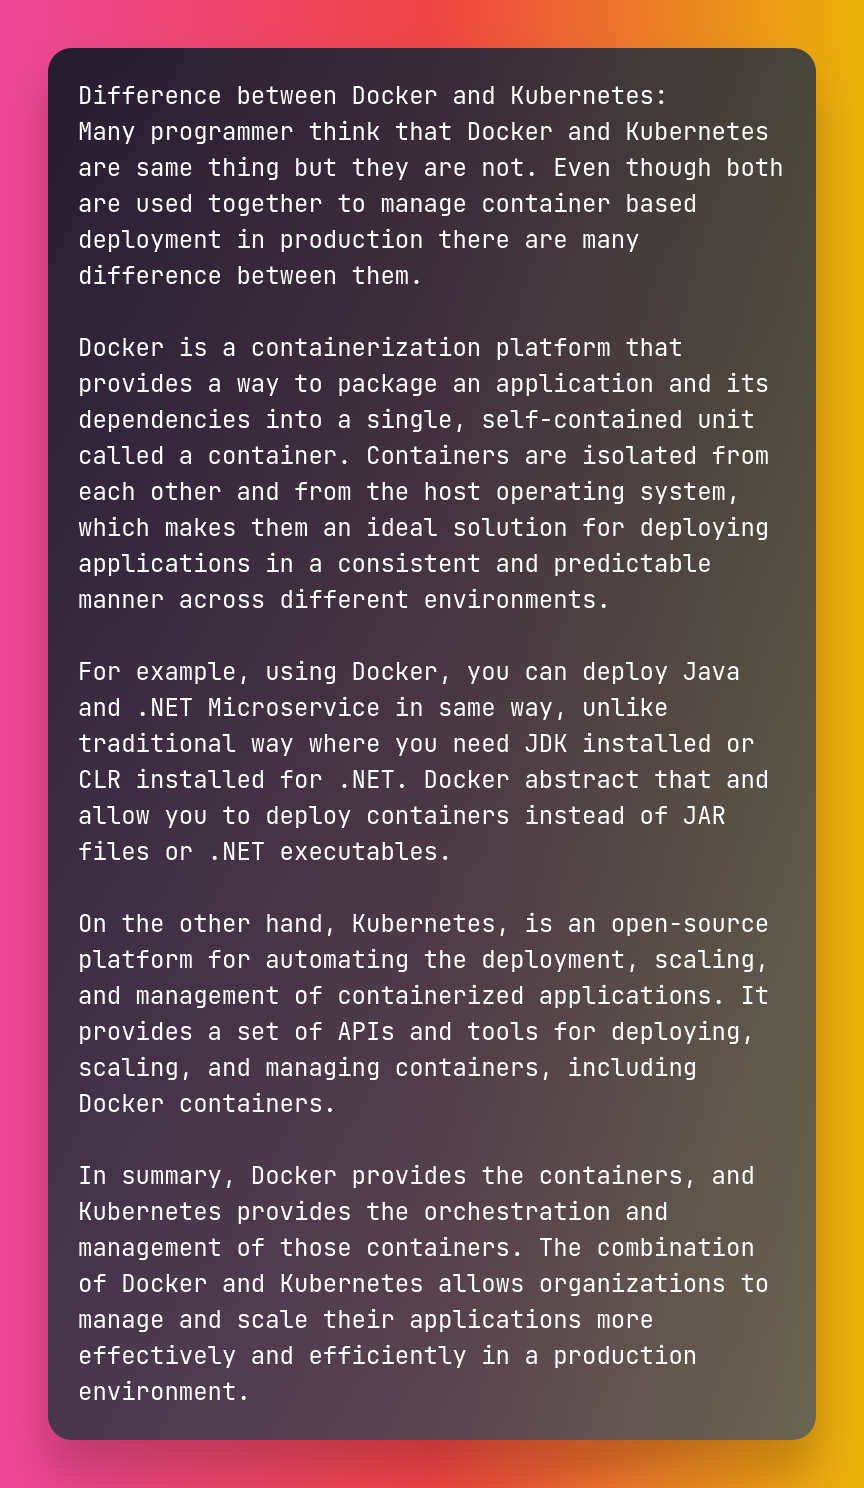 Difference between Docker and Kubernetes:
Many programmer think that Docker and Kubernetes
are same thing but they are not. Even though both
are used together to manage container based
deployment in production there are many
difference between them.

Docker is a containerization platform that
provides a way to package an application and its
dependencies into a single, self-contained unit
called a container. Containers are isolated from
each other and from the host operating system,
which makes them an ideal solution for deploying
applications in a consistent and predictable
manner across different environments.

For example, using Docker, you can deploy Java
and .NET Microservice in same way, unlike
traditional way where you need JDK installed or
CLR installed for .NET. Docker abstract that and
allow you to deploy containers instead of JAR
files or .NET executables.

On the other hand, Kubernetes, is an open-source
platform for automating the deployment, scaling,
and management of containerized applications. It
provides a set of APIs and tools for deploying,
scaling, and managing containers, including
Docker containers.

In summary, Docker provides the containers, and
Kubernetes provides the orchestration and
management of those containers. The combination
of Docker and Kubernetes allows organizations to
manage and scale their applications more
effectively and efficiently in a production
environment.